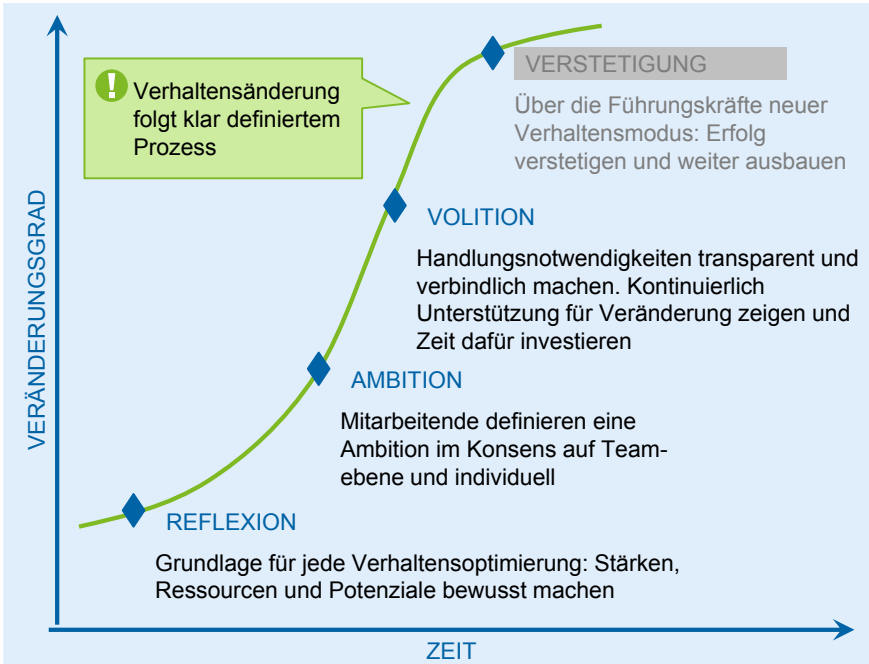 Verhaltensänderung
folgt klar definiertem
Prozess
VERSTETIGUNG
Über die Führungskräfte neuer
Verhaltensmodus: Erfolg
verstetigen und weiter ausbauen
VOLITION
Handlungsnotwendigkeiten transparent und
verbindlich machen. Kontinuierlich
Unterstützung für Veränderung zeigen und
Zeit dafür investieren
AMBITION
Mitarbeitende definieren eine
Ambition im Konsens auf Team-
ebene und individuell
REFLEXION
Grundlage für jede Verhaltensoptimierung: Stärken,
Ressourcen und Potenziale bewusst machen
VERÄNDERUNGSGRAD
ZEIT